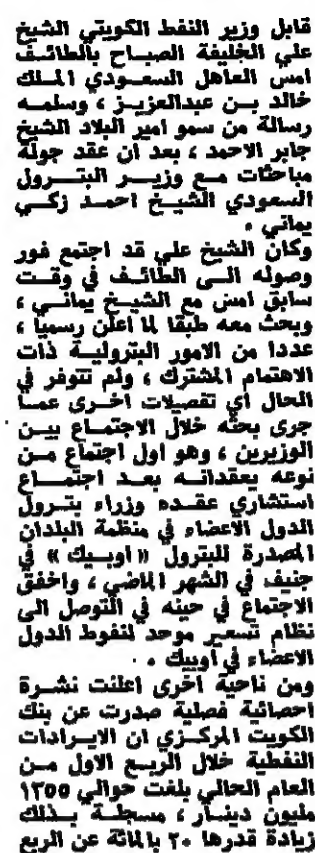 قابل وزير النفط الكويتي الشيخ
علي الخليفة الصباح بالطائف
امس العاهل السعودي الملك
خالد بن عبدالعزيز ، وسلمه
رسالة من سمو امير البلاد الشيخ
جابر الاحمد ، بعد ان عقد جولة
مباحثات مع وزير البترول
السعودي الشيخ احمد زكي
يماني .
وكان الشيخ علي قد اجتمع فور
وصوله الى الطائف في وقت
سابق امس مع الشيخ يماني ،
وبحث معه طبقا لما اعلن رسميا ،
عددا من الامور البترولية ذات
الاهتمام المشترك ، ولم تتوفر في
الحال أي تفصيلات اخرى عما
جرى بحثه خلال الاجتماع بين
الوزيرين ، وهو اول اجتماع من
نوعه يعقدانه بعد اجتماع
استشاري عقده وزراء بترول
الدول الاعضاء في منظمة البلدان
المصدرة للبترول « اوبيك » في
جنيف في الشهر الماضي ، واخفق
الاجتماع في حينه في التوصل الى
نظام تسعير موحد لنفوط الدول
الاعضاء في أوبيك .
ومن ناحية اخرى اعلنت نشرة
احصائية فصلية صدرت عن بنك
الكويت المركزي ان الايرادات
النفطية خلال الربع الاول من
العام الحالي بلغت حوالي ١٣٥٥
مليون دينار ، مسجلة بذلك
زيادة قدرها ٢٠ بالمائة عن الربع